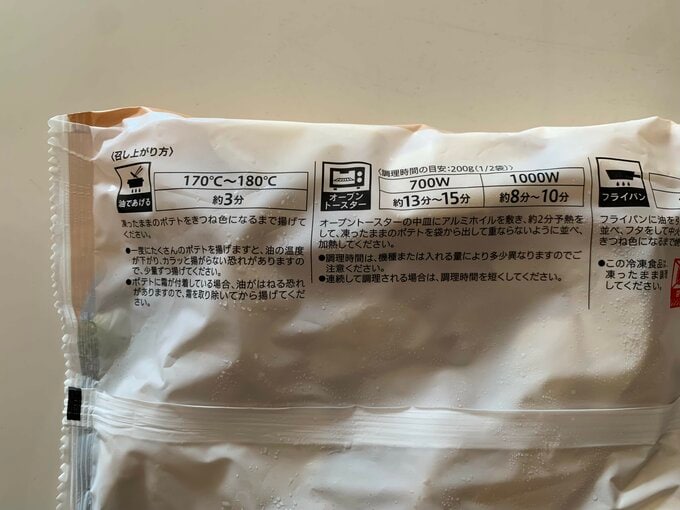 〈召し上がり方〉
油であげる
170℃〜180℃
約3分
凍ったままのポテトをきつね色になるまで揚げて
ください。
●一度にたくさんのポテトを揚げますと、油の温度
が下がり、カラッと揚がらない恐れがありますの
で、少量ずつ揚げてください。
●ポテトに霜が付着している場合、油がはねる恐れ
がありますので、霜を取り除いてから揚げてくだ
さい。
オーブン
トースター
〈調理時間の目安:200g(1/2袋)〉
700W 1000W
約13分〜15分 約8分〜10分
オーブントースターの中皿にアルミホイルを敷き、約2分予熱を
して、凍ったままのポテトを袋から出して重ならないように並べ、
加熱してください。
●調理時間は、機種または入れる量により多少異なりますのでご
注意ください。
●連続して調理される場合は、調理時間を短くしてください。
フライパン
フライパンに油を引
並べ、フタをして中火
きつね色になるまで焼
●この冷凍食品
凍ったまま調
してください。